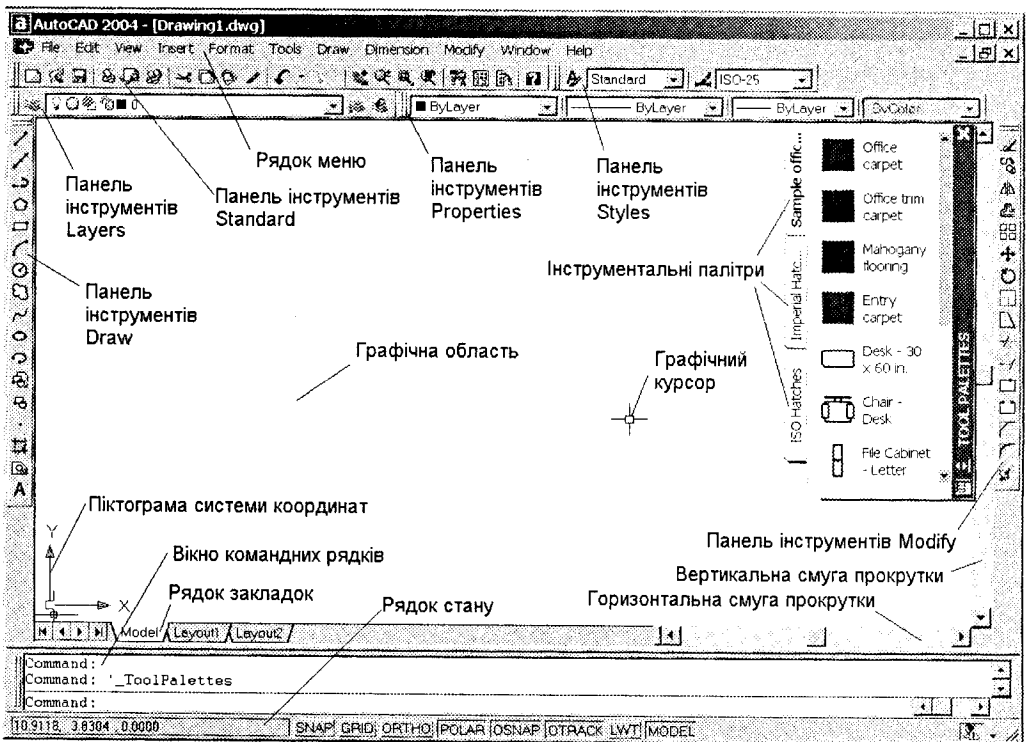 AutoCAD 2004 - [Drawing1.dwg]
File Edit View Insert Format Tools Draw Dimension Modify Window Help
Standard ISO-25
ByLayer ByLayer ByLayer ByColor
Рядок меню
Панель
інструментів
Layers
Панель інструментів
Standard
Панель
інструментів
Properties
Панель
інструментів
Styles
Sample offic...
Imperial Hatc...
ISO Hatches
Office
carpet
Office trim
carpet
Mahogany
flooring
Entry
carpet
Desk - 30
x 60 in.
Chair -
Desk
File Cabinet
- Letter
TOOL PALETTES
Інструментальні палітри
Панель
інструментів
Draw
Графічна область
Графічний
курсор
A
Піктограма системи координат
Y
X
Вікно командних рядків
Рядок закладок
Рядок стану
Панель інструментів Modify
Вертикальна смуга прокрутки
Горизонтальна смуга прокрутки
Model Layout1 Layout2
Command:
Command: '_ToolPalettes
Command:
10.9118, 3.8304, 0.0000 SNAP GRID ORTHO POLAR OSNAP OTRACK LWT MODEL